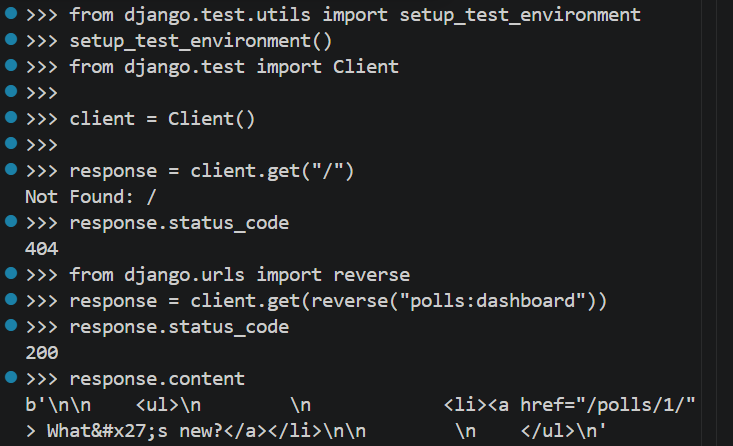 >>> from django.test.utils import setup_test_environment
>>> setup_test_environment()
>>> from django.test import Client
>>>
>>> client = Client()
>>>
>>> response = client.get("/")
Not Found: /
>>> response.status_code
404
>>> from django.urls import reverse
>>> response = client.get(reverse("polls:dashboard"))
>>> response.status_code
200
>>> response.content
b'\n\n    <ul>\n        \n            <li><a href="/polls/1/"
> What&#x27;s new?</a></li>\n\n        \n    </ul>\n'